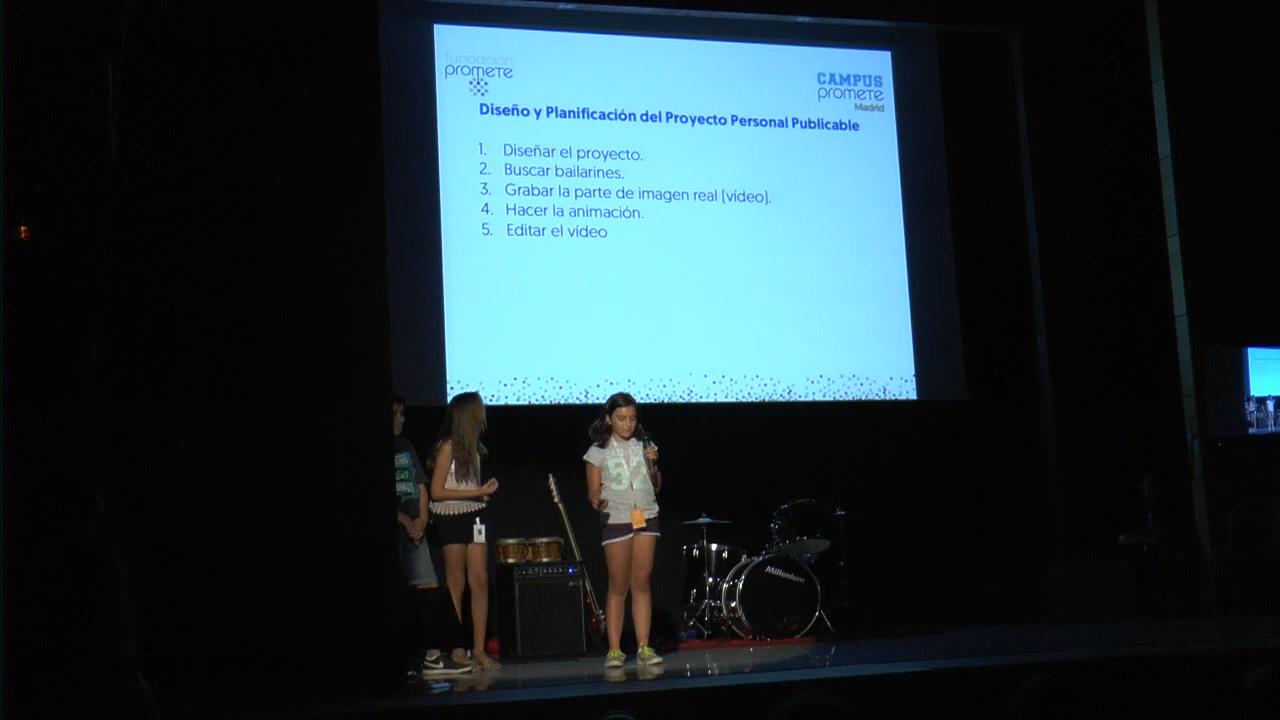 fundación
promete
CAMPUS
promete
Madrid
Diseño y Planificación del Proyecto Personal Publicable
1. Diseñar el proyecto.
2. Buscar bailarines.
3. Grabar la parte de imagen real (vídeo).
4. Hacer la animación.
5. Editar el vídeo
52
Millenium